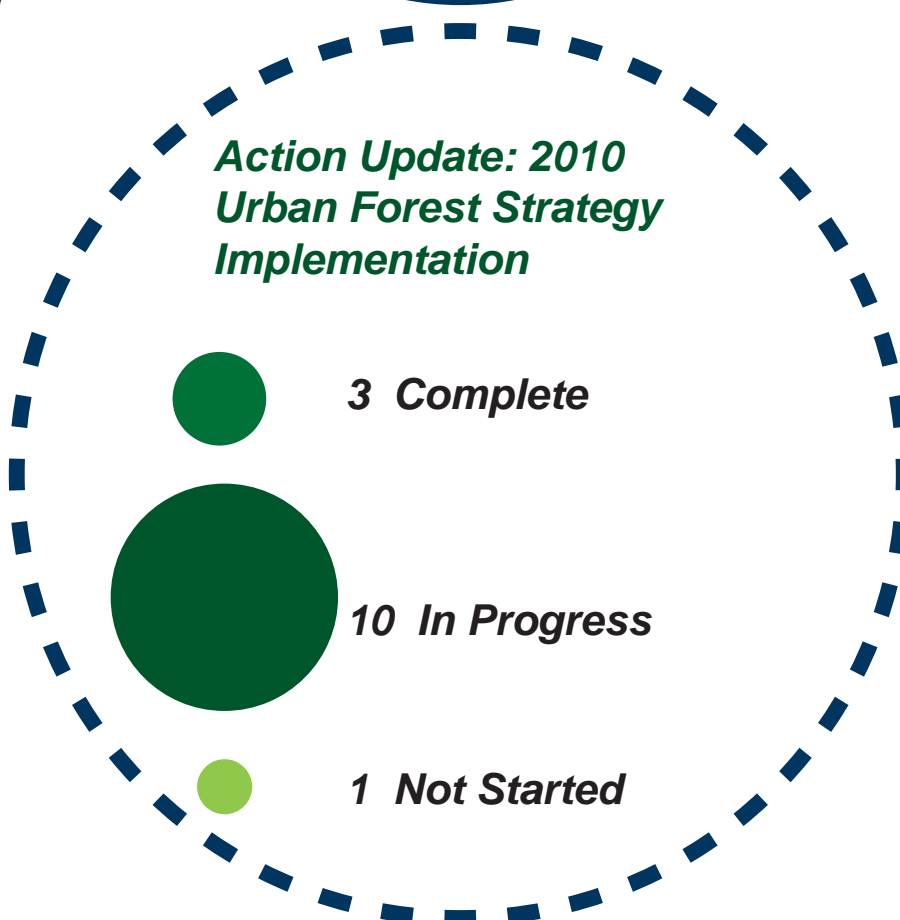 Action Update: 2010
Urban Forest Strategy
Implementation
3 Complete
10 In Progress
1 Not Started